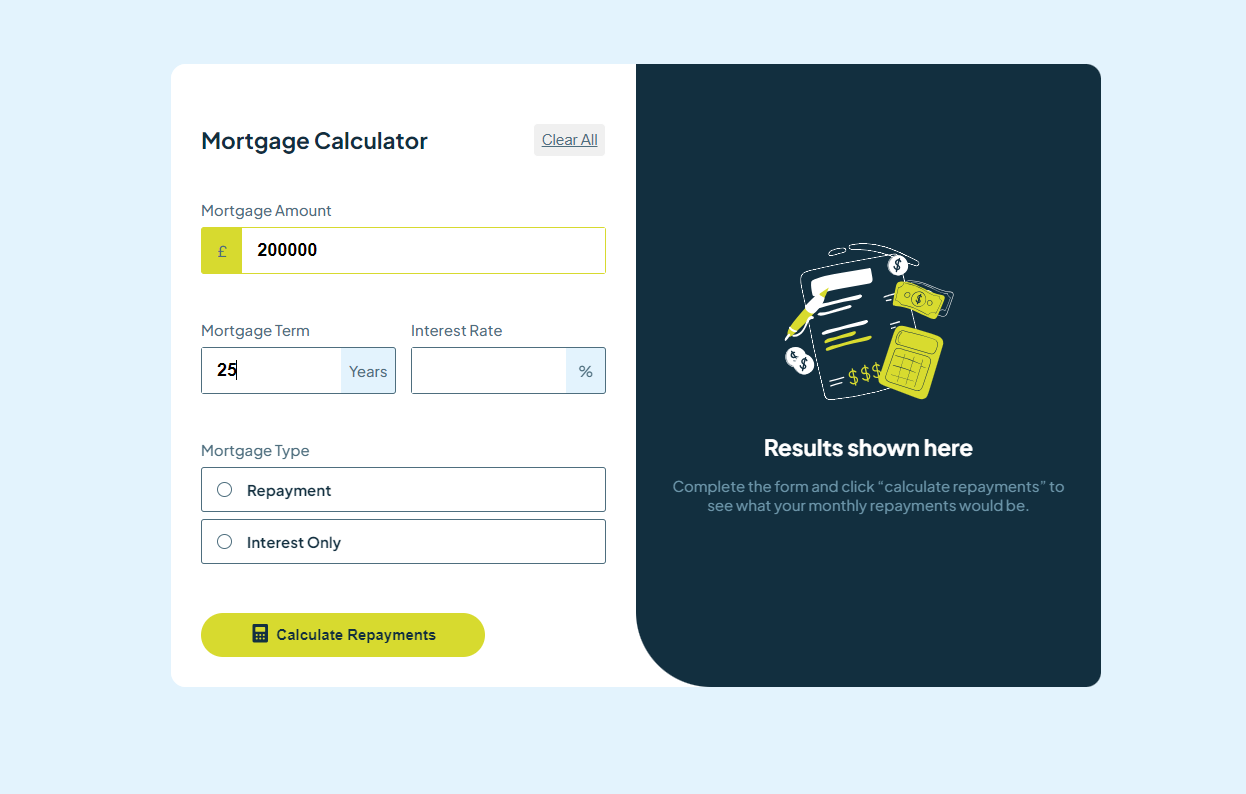 Mortgage Calculator
Clear All
Mortgage Amount
£
200000
Mortgage Term
Interest Rate
25
Years
%
Mortgage Type
Repayment
Interest Only
Calculate Repayments
$
$
$
$
$$$
Results shown here
Complete the form and click “calculate repayments” to
see what your monthly repayments would be.